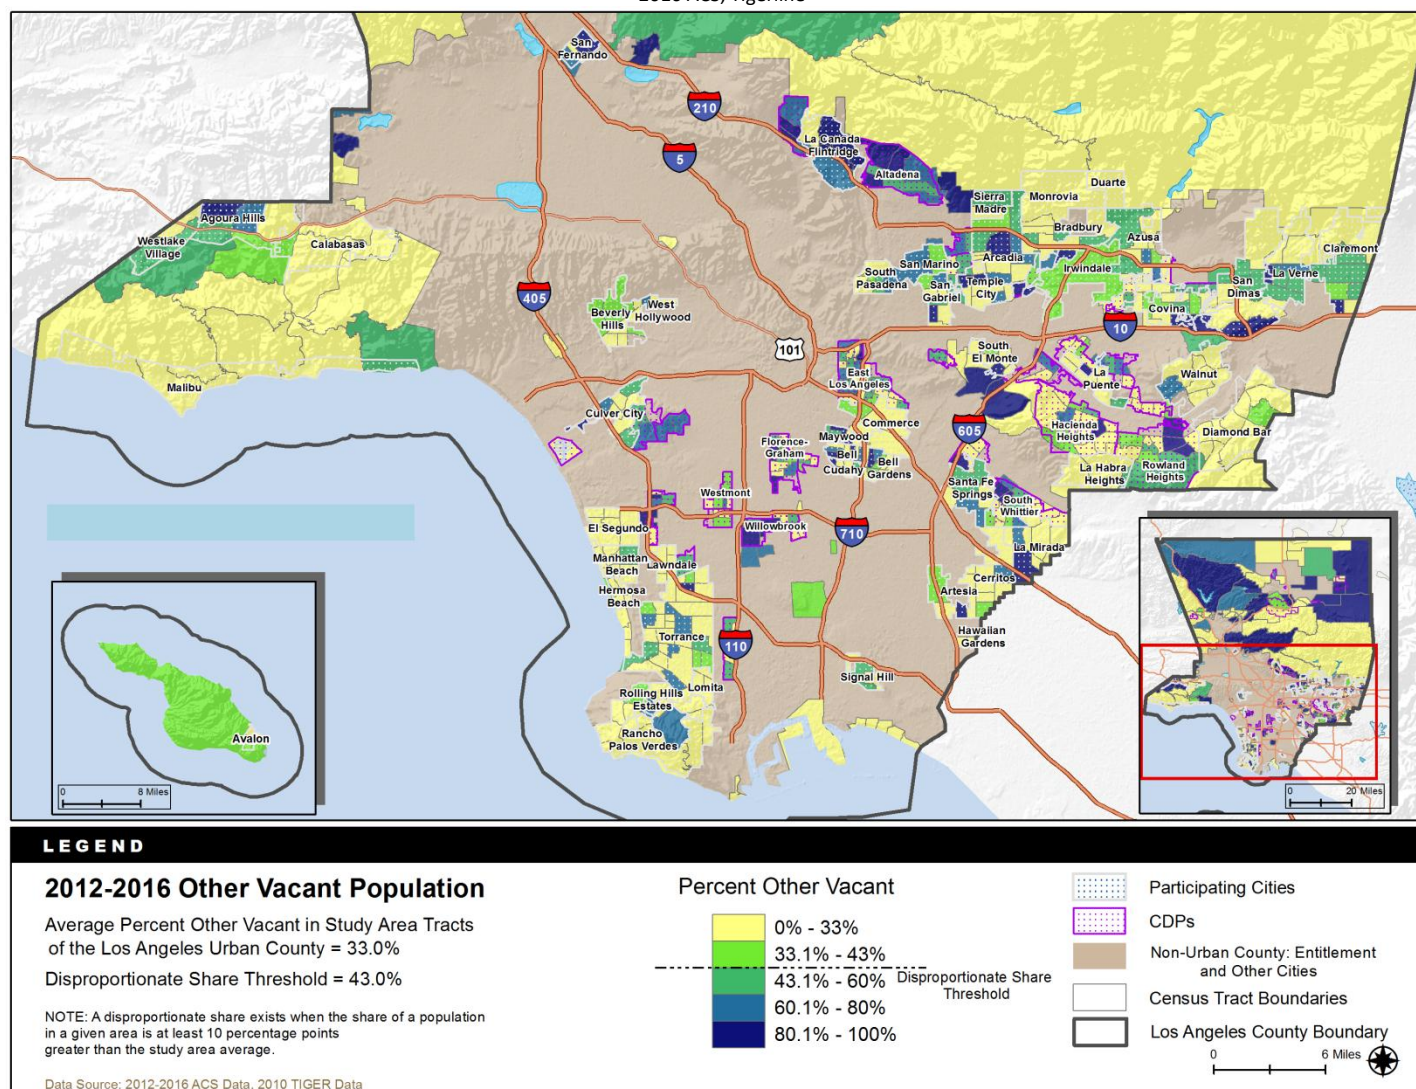 San
Fernando
210
5
La Canada
Flintridge
Altadena
Duarte
Monrovia
Sierra
Madre
Bradbury
Agoura Hills
Westlake
Village
Calabasas
Azusa
Claremont
San Marino
Arcadia
Irwindale
La Verne
San
Dimas
South
Pasadena
San
Gabriel
Temple
City
405
Beverly
Hills
West
Hollywood
Covina
10
101
South
El Monte
East
Los Angeles
La
Puente
Walnut
Malibu
Culver City
Commerce
605
Hacienda
Heights
Diamond Bar
Florence-
Graham
Maywood
Bell
Cudahy
Bell
Gardens
La Habra
Heights
Rowland
Heights
Westmont
Santa Fe
Springs
South
Whittier
El Segundo
Willowbrook
710
La Mirada
Manhattan
Beach
Lawndale
Hermosa
Beach
Cerritos
Artesia
Hawaiian
Gardens
Torrance
110
Signal Hill
Lomita
Rolling Hills
Estates
Rancho
Palos Verdes
Avalon
0 8 Miles
0 20 Miles
LEGEND
2012-2016 Other Vacant Population
Average Percent Other Vacant in Study Area Tracts
of the Los Angeles Urban County = 33.0%
Disproportionate Share Threshold = 43.0%
NOTE: A disproportionate share exists when the share of a population
in a given area is at least 10 percentage points
greater than the study area average.
Data Source: 2012-2016 ACS Data, 2010 TIGER Data
Percent Other Vacant
0% - 33%
33.1% - 43%
43.1% - 60%
60.1% - 80%
80.1% - 100%
Disproportionate Share
Threshold
Participating Cities
CDPs
Non-Urban County: Entitlement
and Other Cities
Census Tract Boundaries
Los Angeles County Boundary
0 6 Miles